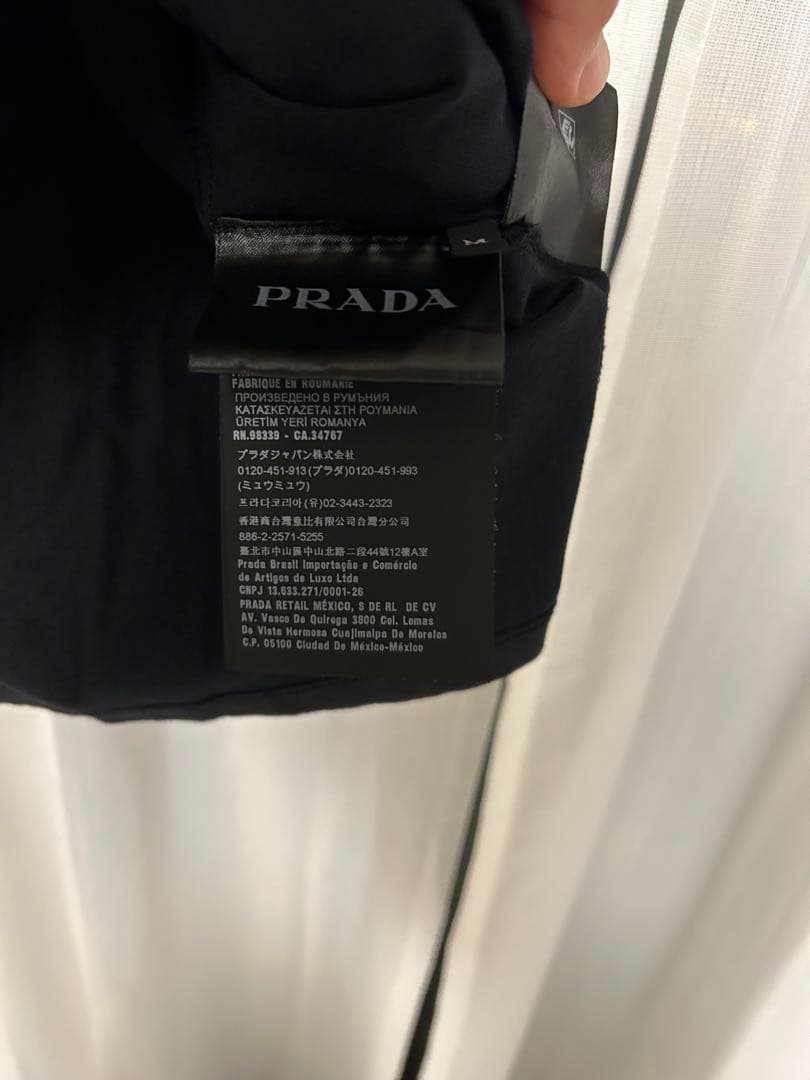 M
PRADA
FABRIQUÉ EN ROUMANIE
ПРОИЗВЕДЕНО В РУМЪНИЯ
ΚΑΤΑΣΚΕΥΑΖΕΤΑΙ ΣΤΗ ΡΟΥΜΑΝΙΑ
ÜRETİM YERİ ROMANYA
RN.98339 - CA.34767
プラダジャパン株式会社
0120-451-913(プラダ)0120-451-993
(ミュウミュウ)
프라다코리아(유)02-3443-2323
香港商台灣壹比有限公司台灣分公司
886-2-2571-5255
臺北市中山區中山北路二段44號12樓A室
Prada Brasil Importação e Comércio
de Artigos de Luxo Ltda
CNPJ 13.633.271/0001-26
PRADA RETAIL MÉXICO, S DE RL DE CV
AV. Vasco De Quiroga 3800 Col. Lomas
De Vista Hermosa Cuajimalpa De Morelos
C.P. 05100 Ciudad De México-México